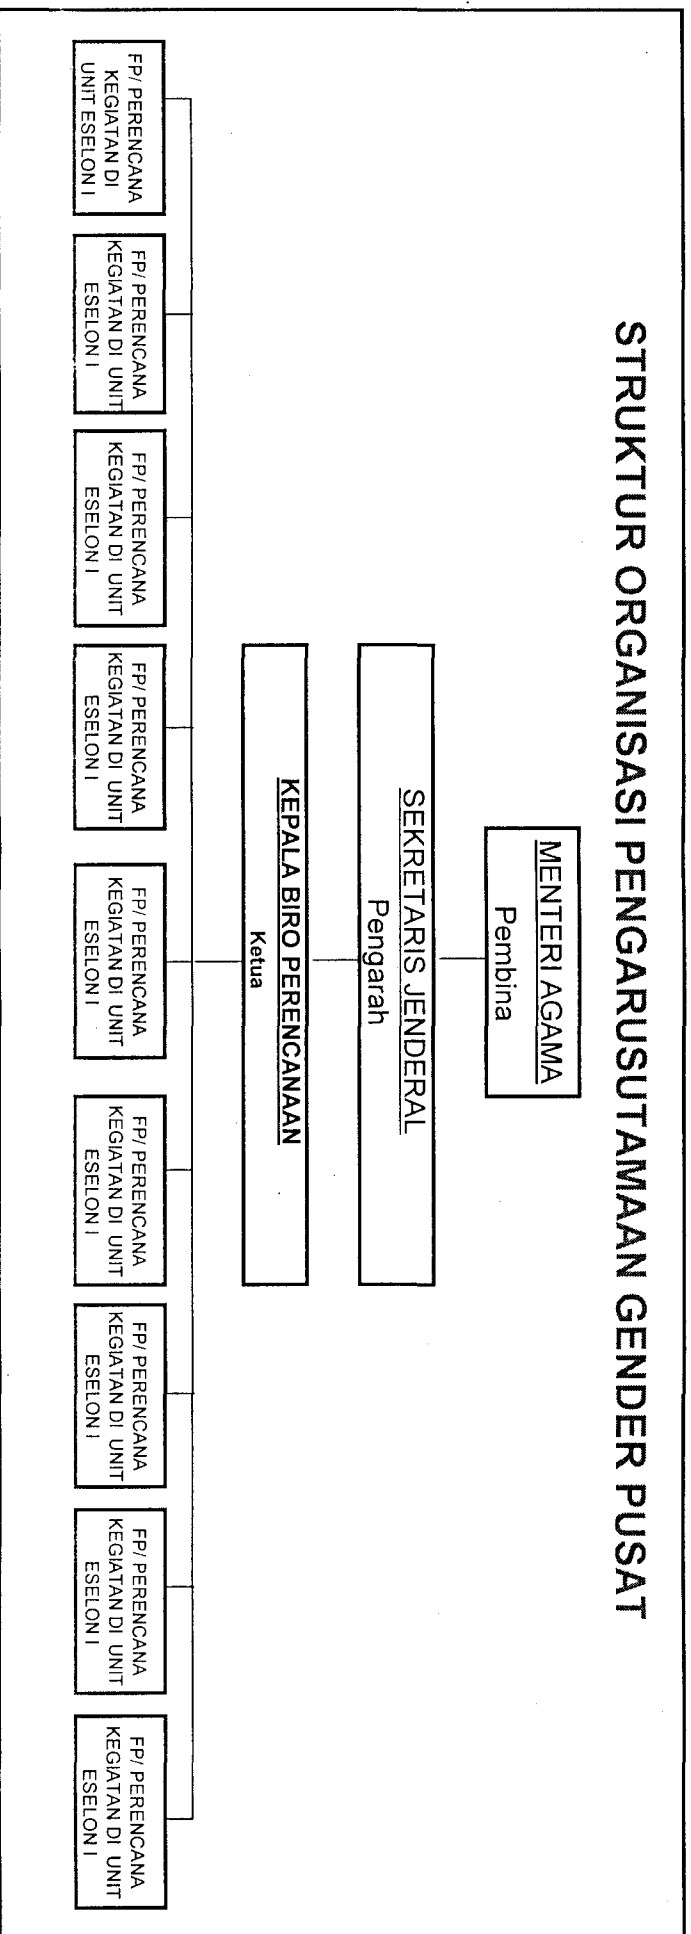 STRUKTUR ORGANISASI PENGARUSUTAMAAN GENDER PUSAT
MENTERI AGAMA
Pembina
SEKRETARIS JENDERAL
Pengarah
KEPALA BIRO PERENCANAAN
Ketua
FP/ PERENCANA
KEGIATAN DI
UNIT ESELON I
FP/ PERENCANA
KEGIATAN DI UNIT
ESELON I
FP/ PERENCANA
KEGIATAN DI UNIT
ESELON I
FP/ PERENCANA
KEGIATAN DI UNIT
ESELON I
FP/ PERENCANA
KEGIATAN DI UNIT
ESELON I
FP/ PERENCANA
KEGIATAN DI UNIT
ESELON I
FP/ PERENCANA
KEGIATAN DI UNIT
ESELON I
FP/ PERENCANA
KEGIATAN DI UNIT
ESELON I
FP/ PERENCANA
KEGIATAN DI UNIT
ESELON I